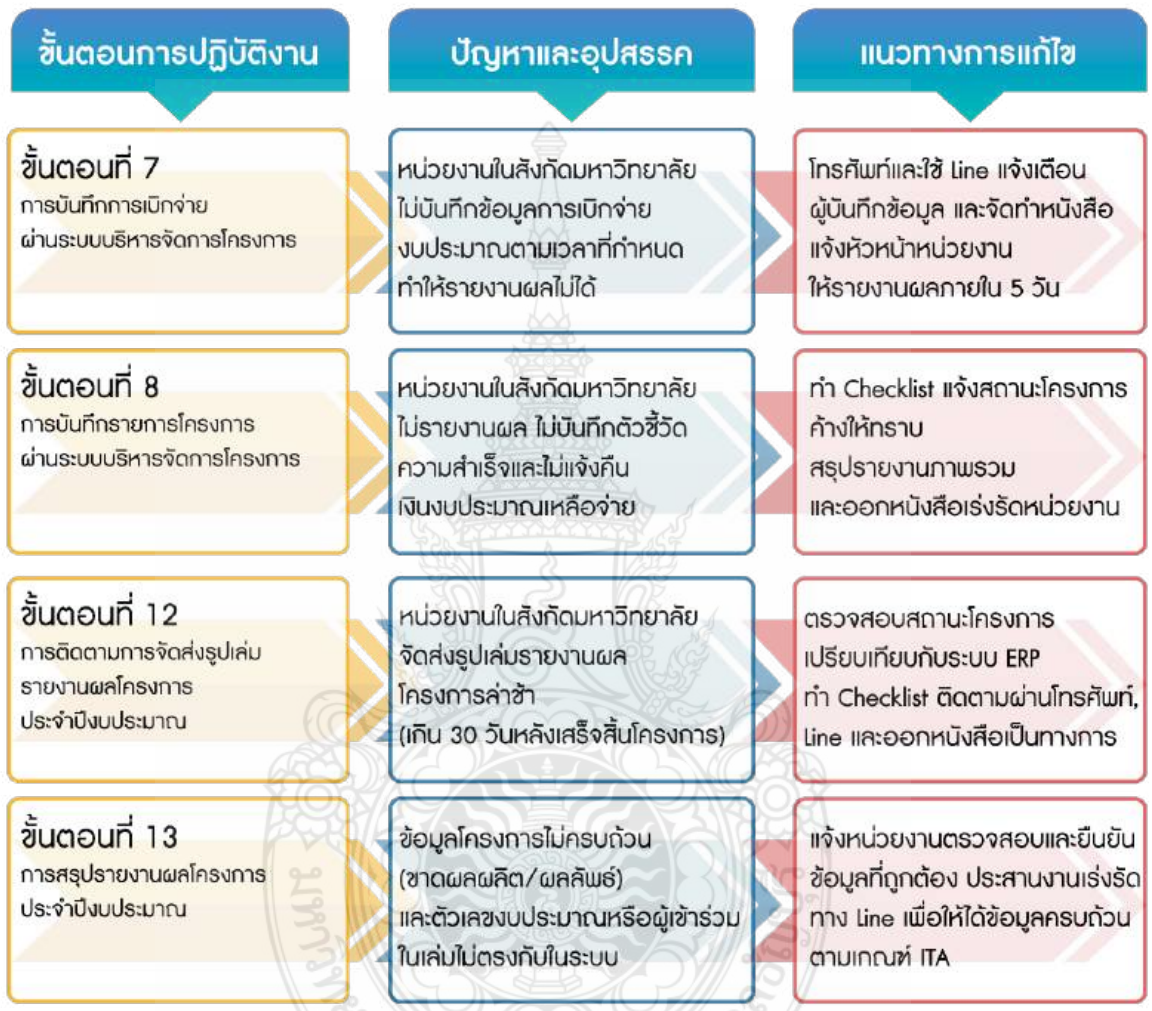 ขั้นตอนการปฏิบัติงาน
ปัญหาและอุปสรรค
แนวทางการแก้ไข
ขั้นตอนที่ 7
การบันทึกการเบิกจ่าย
ผ่านระบบบริหารจัดการโครงการ
หน่วยงานในสังกัดมหาวิทยาลัย
ไม่บันทึกข้อมูลการเบิกจ่าย
งบประมาณตามเวลาที่กำหนด
ทำให้รายงานผลไม่ได้
โทรศัพท์และใช้ Line แจ้งเตือน
ผู้บันทึกข้อมูล และจัดทำหนังสือ
แจ้งหัวหน้าหน่วยงาน
ให้รายงานผลภายใน 5 วัน
ขั้นตอนที่ 8
การบันทึกรายการโครงการ
ผ่านระบบบริหารจัดการโครงการ
หน่วยงานในสังกัดมหาวิทยาลัย
ไม่รายงานผล ไม่บันทึกตัวชี้วัด
ความสำเร็จและไม่แจ้งคืน
เงินงบประมาณเหลือจ่าย
ทำ Checklist แจ้งสถานะโครงการ
ค้างให้ทราบ
สรุปรายงานภาพรวม
และออกหนังสือเร่งรัดหน่วยงาน
ขั้นตอนที่ 12
การติดตามการจัดส่งรูปเล่ม
รายงานผลโครงการ
ประจำปีงบประมาณ
หน่วยงานในสังกัดมหาวิทยาลัย
จัดส่งรูปเล่มรายงานผล
โครงการล่าช้า
(เกิน 30 วันหลังเสร็จสิ้นโครงการ)
ตรวจสอบสถานะโครงการ
เปรียบเทียบกับระบบ ERP
ทำ Checklist ติดตามผ่านโทรศัพท์,
Line และออกหนังสือเป็นทางการ
ขั้นตอนที่ 13
การสรุปรายงานผลโครงการ
ประจำปีงบประมาณ
ข้อมูลโครงการไม่ครบถ้วน
(ขาดผลผลิต/ผลลัพธ์)
และตัวเลขงบประมาณหรือผู้เข้าร่วม
ในเล่มไม่ตรงกับในระบบ
แจ้งหน่วยงานตรวจสอบและยืนยัน
ข้อมูลที่ถูกต้อง ประสานงานเร่งรัด
ทาง Line เพื่อให้ได้ข้อมูลครบถ้วน
ตามเกณฑ์ ITA